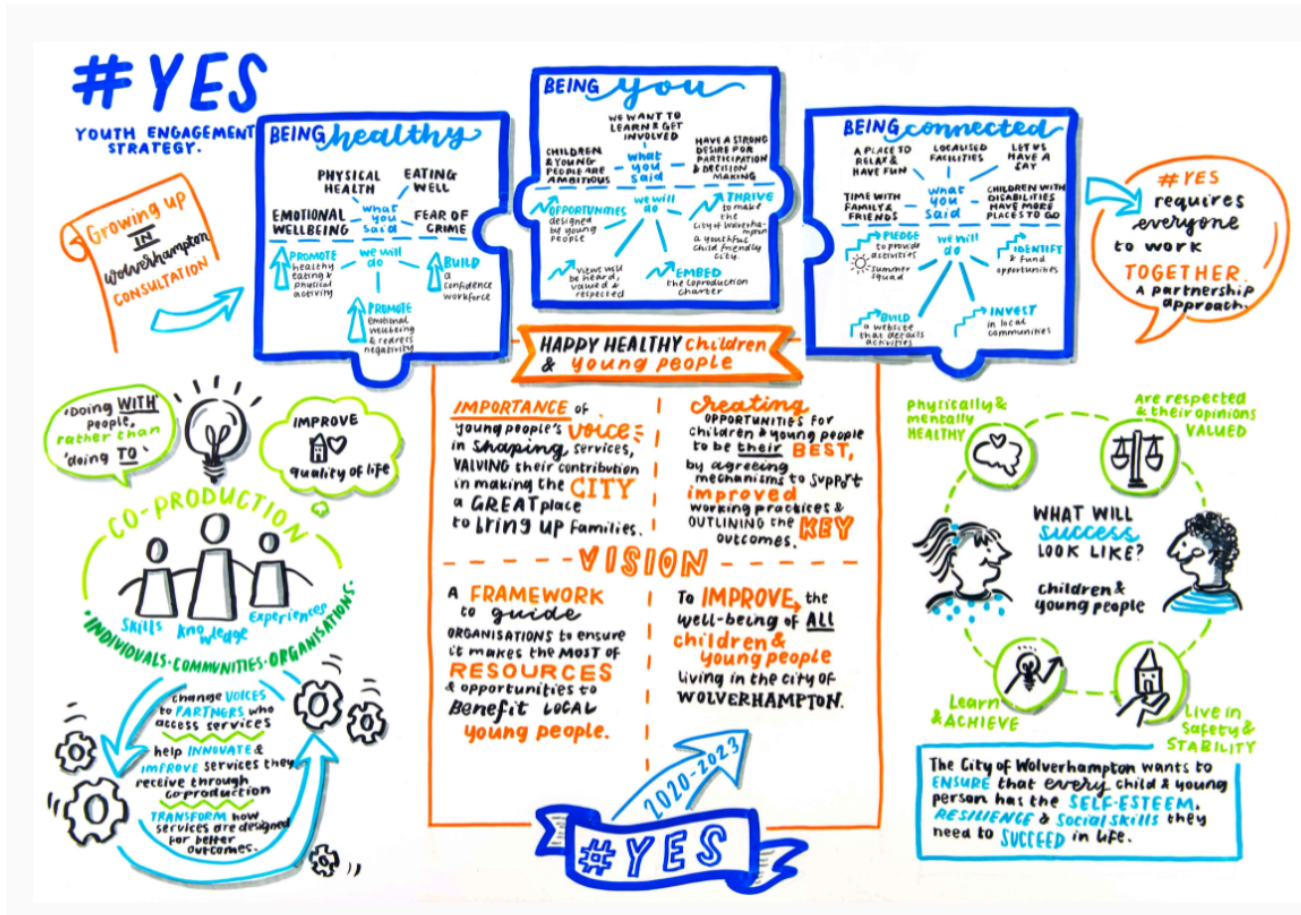 #YES
YOUTH ENGAGEMENT
STRATEGY.
Growing up
IN
Wolverhampton
CONSULTATION
BEING healthy
PHYSICAL
HEALTH
EATING
WELL
EMOTIONAL
WELLBEING
what
you
said
FEAR OF
CRIME
PROMOTE
healthy
eating &
physical
activity
we will
do
BUILD
a
confidence
workforce
PROMOTE
Emotional
wellbeing
& redress
negativity
BEING you
WE WANT TO
LEARN & GET
INVOLVED
CHILDREN
& YOUNG
PEOPLE ARE
AMBITIOUS
what
you
said
HAVE A STRONG
DESIRE FOR
PARTICIPATION
& DECISION
MAKING
OPPORTUNITIES
designed
by young
people
we will
do
THRIVE
to make
the
City of Wolverha-
mpton
a youthful
child friendly
city.
Views will
be heard,
valued &
respected
EMBED
the coproduction
charter
BEING connected
A PLACE TO
RELAX &
HAVE FUN
LOCALISED
FACILITIES
LET US
HAVE A
SAY
TIME WITH
FAMILY &
FRIENDS
what
you
said
CHILDREN WITH
DISABILITIES
HAVE MORE
PLACES TO GO
PLEDGE
to provide
activities
Summer
squad
we will
do
IDENTIFY
& fund
opportunities
BUILD
a website
that details
activities
INVEST
in local
communities
#YES
requires
everyone
to work
TOGETHER.
A partnership
approach.
HAPPY HEALTHY children
& young people
'Doing WITH'
people,
rather than
'doing TO'
IMPROVE
quality of life
CO-PRODUCTION
Skills
Knowledge
Experiences
·INDIVIDUALS·COMMUNITIES·ORGANISATIONS·
change VOICES
to PARTNERS who
access services
help INNOVATE &
IMPROVE services they
receive through
co-production
TRANSFORM how
services are designed
for better
outcomes.
IMPORTANCE of
young people's voice
in shaping services,
VALUING their contribution
in making the CITY
a GREAT place
to bring up families.
creating
OPPORTUNITIES FOR
children & young people
to be their BEST,
by agreeing
mechanisms to support
improved
working practices &
OUTLINING the KEY
outcomes.
VISION
A FRAMEWORK
to guide
ORGANISATIONS to ensure
it makes the MOST of
RESOURCES
& opportunities to
Benefit LOCAL
young people.
To IMPROVE the
well-being of ALL
children &
young people
living in the city of
WOLVERHAMPTON.
2020-2023
#YES
Physically &
mentally
HEALTHY
Are respected
& their opinions
VALUED
WHAT WILL
success
LOOK LIKE?
children &
young people
Learn
& ACHIEVE
Live in
Safety &
STABILITY
The City of Wolverhampton wants to
ENSURE that every child & young
person has the SELF-ESTEEM,
RESILIENCE & Social skills they
need to SUCCEED in life.